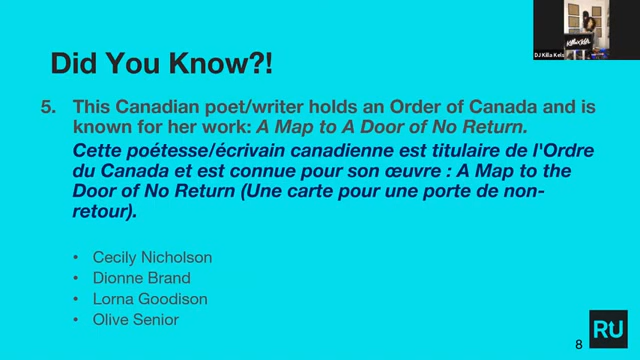 DJ Killa Kels
Did You Know?!
5. This Canadian poet/writer holds an Order of Canada and is
known for her work: A Map to A Door of No Return.
Cette poétesse/écrivain canadienne est titulaire de l'Ordre
du Canada et est connue pour son œuvre : A Map to the
Door of No Return (Une carte pour une porte de non-
retour).
• Cecily Nicholson
• Dionne Brand
• Lorna Goodison
• Olive Senior
RU
8